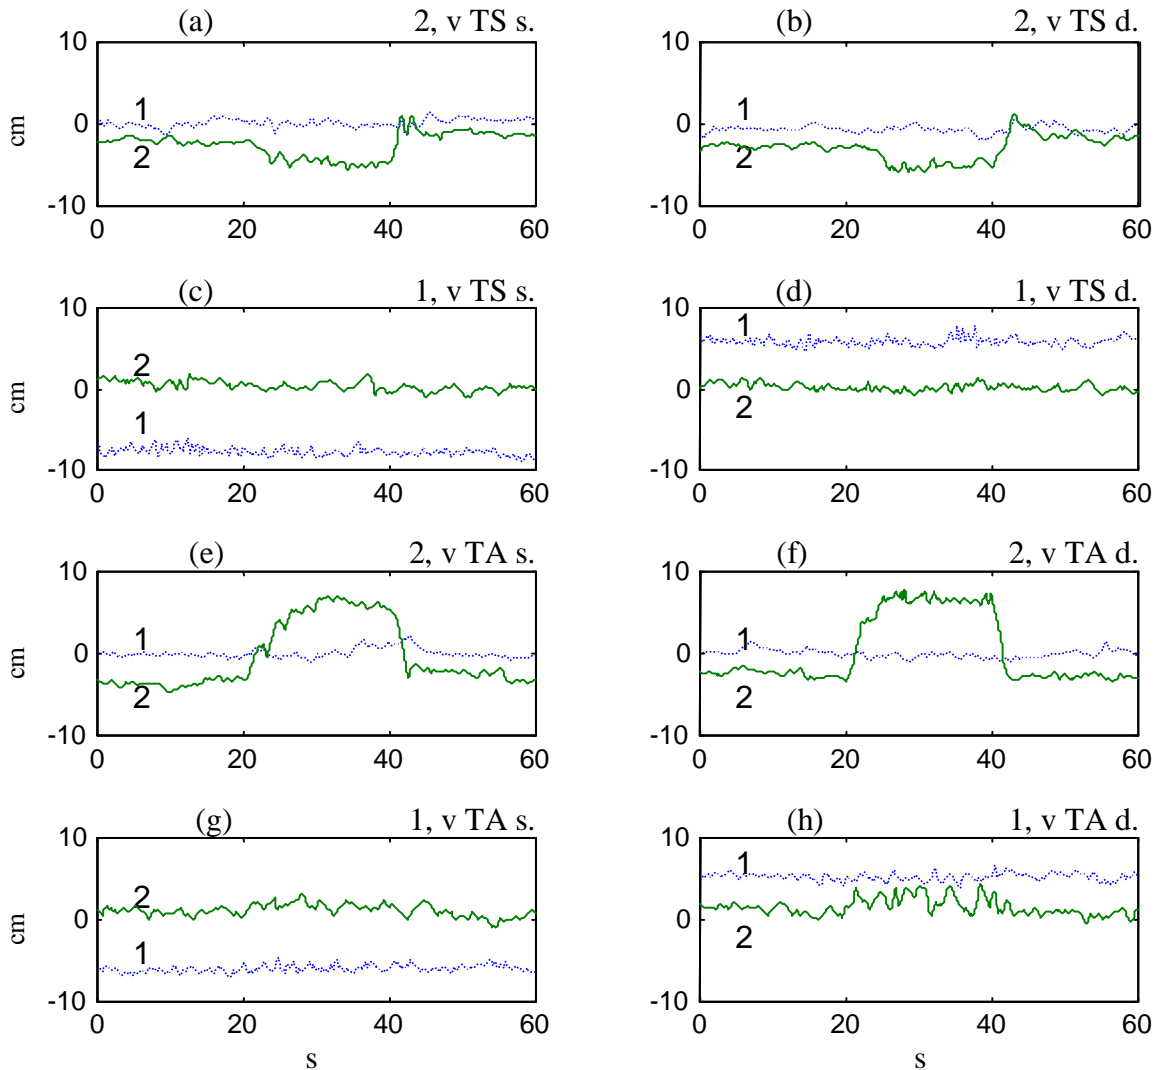 (a) 2, v TS s. (b) 2, v TS d.
10 10
1 1
cm 0 0
2 2
-10 -10
0 20 40 60 0 20 40 60
(c) 1, v TS s. (d) 1, v TS d.
10 10
2 1
cm 0 0
1 2
-10 -10
0 20 40 60 0 20 40 60
(e) 2, v TA s. (f) 2, v TA d.
10 10
1 1
cm 0 0
2 2
-10 -10
0 20 40 60 0 20 40 60
(g) 1, v TA s. (h) 1, v TA d.
10 10
2 1
cm 0 0
1 2
-10 -10
0 20 40 60 0 20 40 60
s s